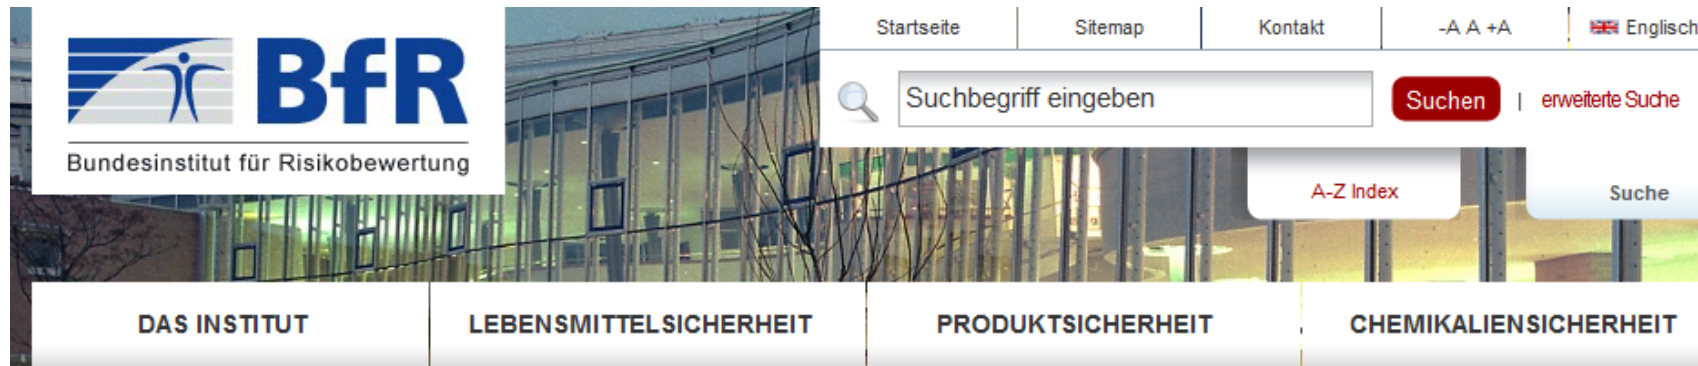 BfR
Bundesinstitut für Risikobewertung
Startseite
Sitemap
Kontakt
-A A +A
Englisch
Suchbegriff eingeben
Suchen
|
erweiterte Suche
A-Z Index
Suche
DAS INSTITUT
LEBENSMITTELSICHERHEIT
PRODUKTSICHERHEIT
CHEMIKALIENSICHERHEIT